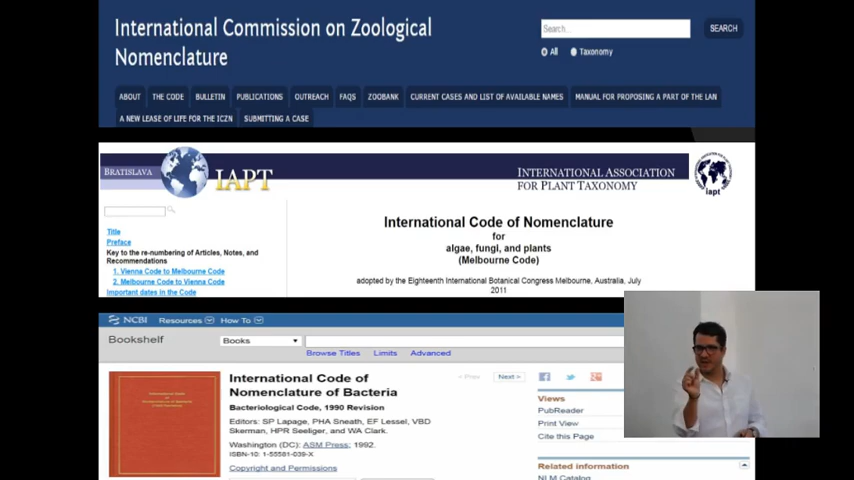 International Commission on Zoological
Nomenclature
Search...
SEARCH
All Taxonomy
ABOUT THE CODE BULLETIN PUBLICATIONS OUTREACH FAQS ZOOBANK CURRENT CASES AND LIST OF AVAILABLE NAMES MANUAL FOR PROPOSING A PART OF THE LAN
A NEW LEASE OF LIFE FOR THE ICZN SUBMITTING A CASE
BRATISLAVA
IAPT
INTERNATIONAL ASSOCIATION
FOR PLANT TAXONOMY
iapt
Title
Preface
Key to the re-numbering of Articles, Notes, and
Recommendations
1. Vienna Code to Melbourne Code
2. Melbourne Code to Vienna Code
Important dates in the Code
International Code of Nomenclature
for
algae, fungi, and plants
(Melbourne Code)
adopted by the Eighteenth International Botanical Congress Melbourne, Australia, July
2011
NCBI Resources How To
Bookshelf
Books
Browse Titles Limits Advanced
International Code of
Nomenclature of Bacteria
Bacteriological Code, 1990 Revision
Editors: SP Lapage, PHA Sneath, EF Lessel, VBD
Skerman, HPR Seeliger, and WA Clark.
Washington (DC): ASM Press; 1992.
ISBN-10: 1-55581-039-X
Copyright and Permissions
< Prev Next >
Views
PubReader
Print View
Cite this Page
Related information
NLM Catalog